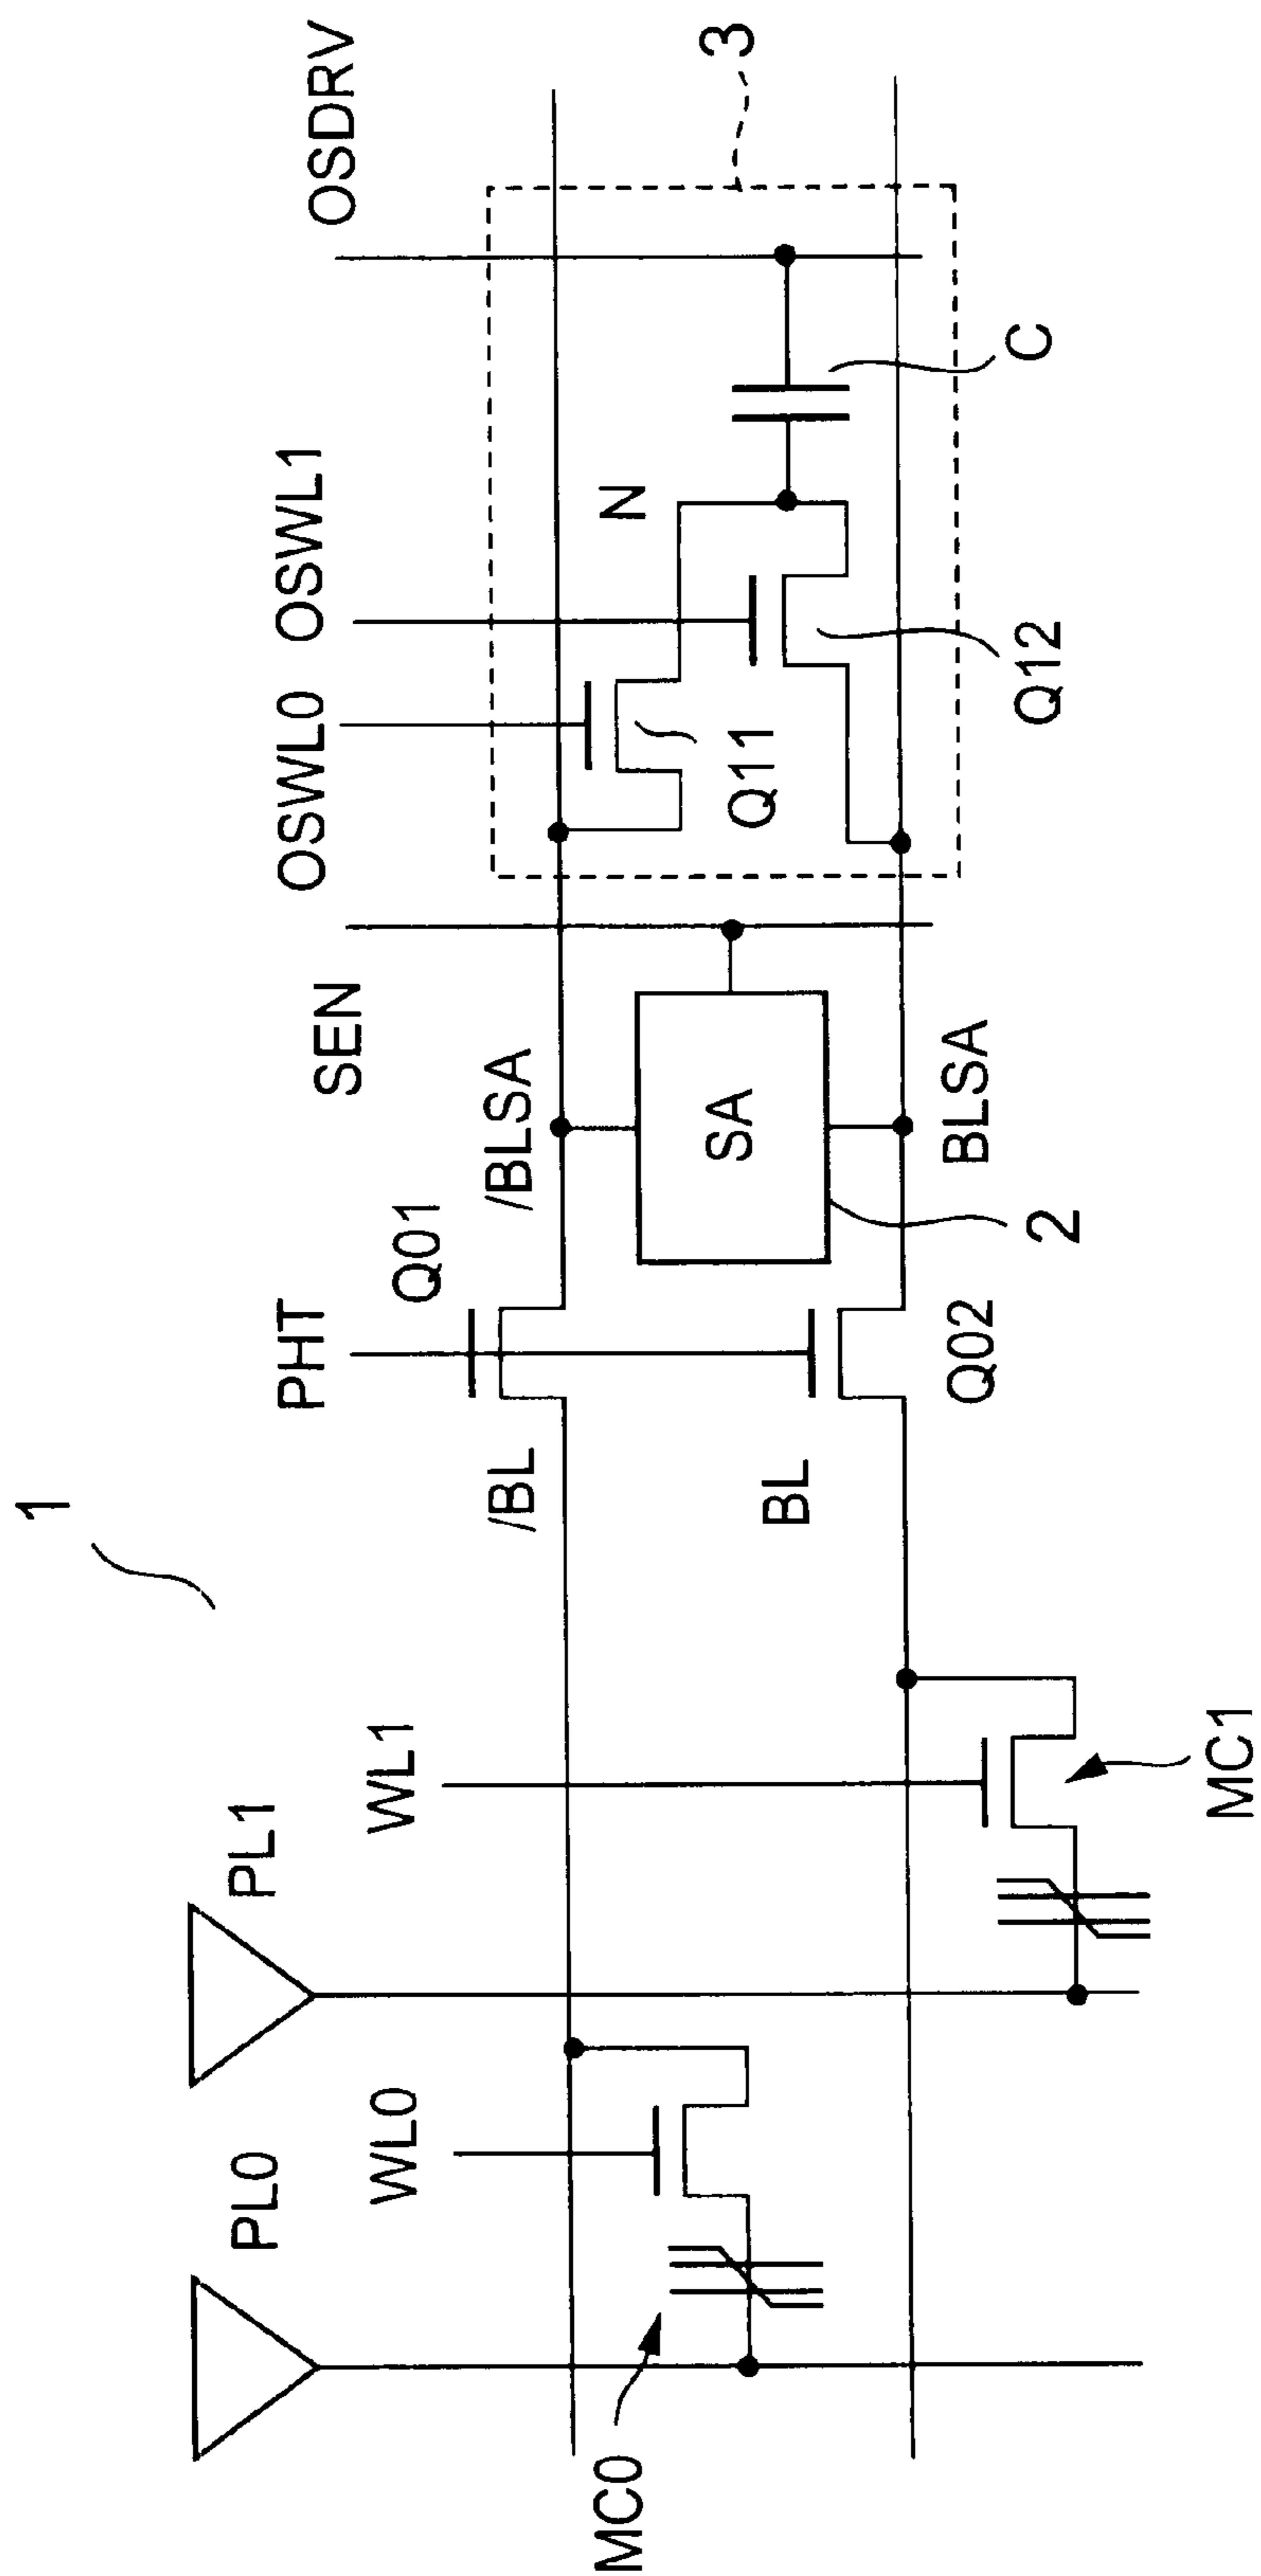 1
PL0
PL1
WL0
WL1
PHT
Q01
SEN
OSWL0
OSWL1
OSDRV
/BL
/BLSA
N
3
MC0
BL
SA
Q11
C
Q02
BLSA
2
Q12
MC1